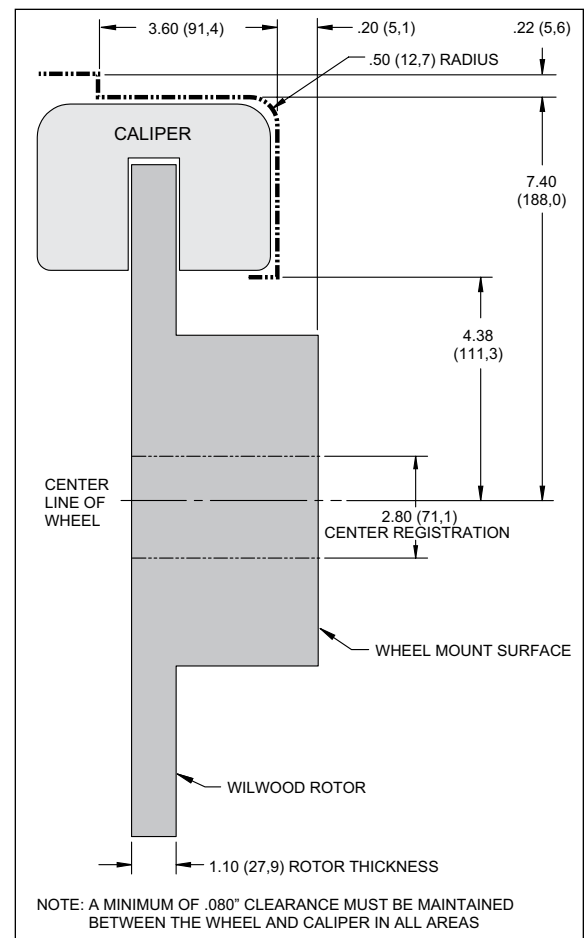 3.60 (91,4)
.20 (5,1)
.22 (5,6)
.50 (12,7) RADIUS
CALIPER
7.40
(188,0)
4.38
(111,3)
CENTER
LINE OF
WHEEL
2.80 (71,1)
CENTER REGISTRATION
WHEEL MOUNT SURFACE
WILWOOD ROTOR
1.10 (27,9) ROTOR THICKNESS
NOTE: A MINIMUM OF .080" CLEARANCE MUST BE MAINTAINED
BETWEEN THE WHEEL AND CALIPER IN ALL AREAS